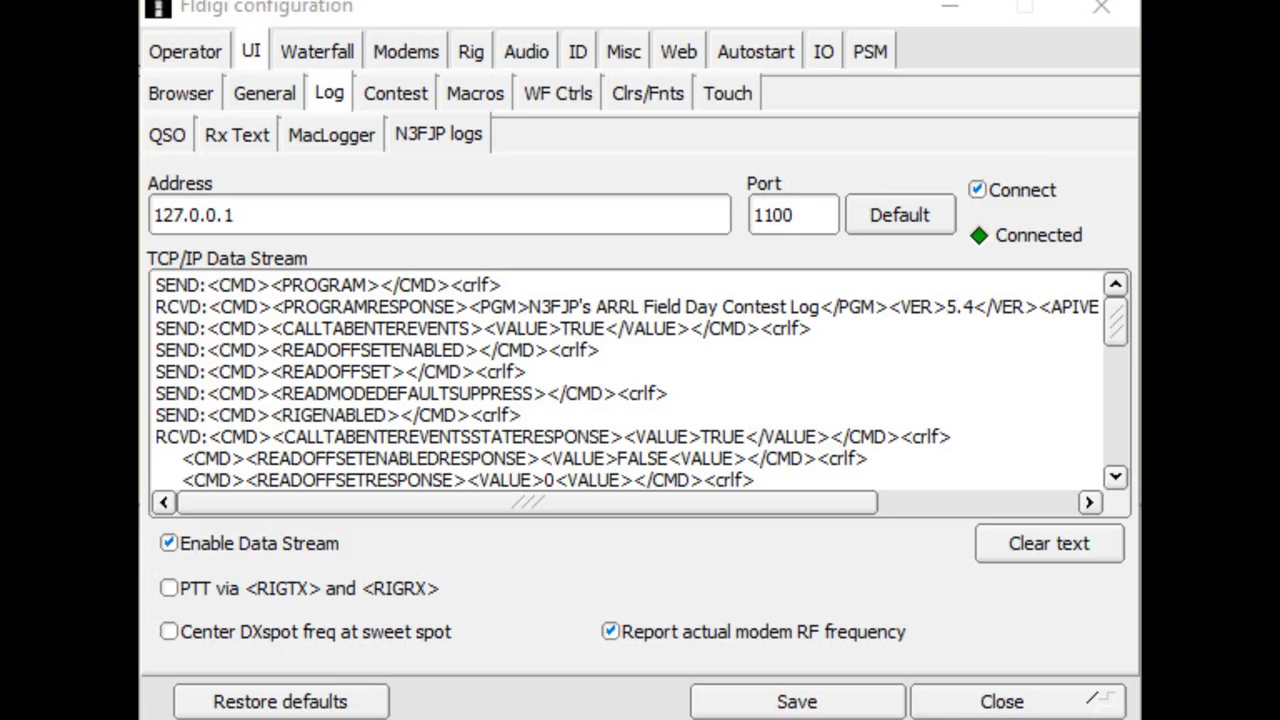 Fldigi configuration
Operator UI Waterfall Modems Rig Audio ID Misc Web Autostart IO PSM
Browser General Log Contest Macros WF Ctrls Clrs/Fnts Touch
QSO Rx Text MacLogger N3FJP logs
Address Port
127.0.0.1 1100 Default Connect
Connected
TCP/IP Data Stream
SEND:<CMD><PROGRAM></CMD><crlf>
RCVD:<CMD><PROGRAMRESPONSE><PGM>N3FJP's ARRL Field Day Contest Log</PGM><VER>5.4</VER><APIVE
SEND:<CMD><CALLTABENTEREVENTS><VALUE>TRUE</VALUE></CMD><crlf>
SEND:<CMD><READOFFSETENABLED></CMD><crlf>
SEND:<CMD><READOFFSET></CMD><crlf>
SEND:<CMD><READMODEDEFAULTSUPPRESS></CMD><crlf>
SEND:<CMD><RIGENABLED></CMD><crlf>
RCVD:<CMD><CALLTABENTEREVENTSSTATERESPONSE><VALUE>TRUE</VALUE></CMD><crlf>
<CMD><READOFFSETENABLEDRESPONSE><VALUE>FALSE<VALUE></CMD><crlf>
<CMD><READOFFSETRESPONSE><VALUE>0<VALUE></CMD><crlf>
Enable Data Stream Clear text
PTT via <RIGTX> and <RIGRX>
Center DXspot freq at sweet spot Report actual modem RF frequency
Restore defaults Save Close